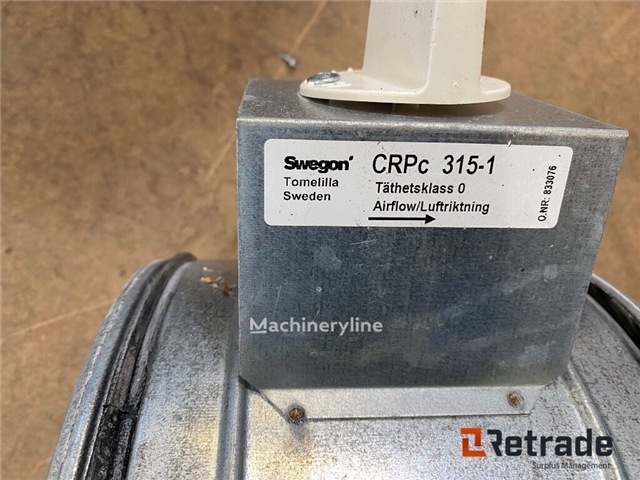 Swegon CRPc 315-1
Tomelilla Täthetsklass 0
Sweden Airflow/Luftriktning
O.NR: 833076
Machineryline
Retrade
Surplus Management